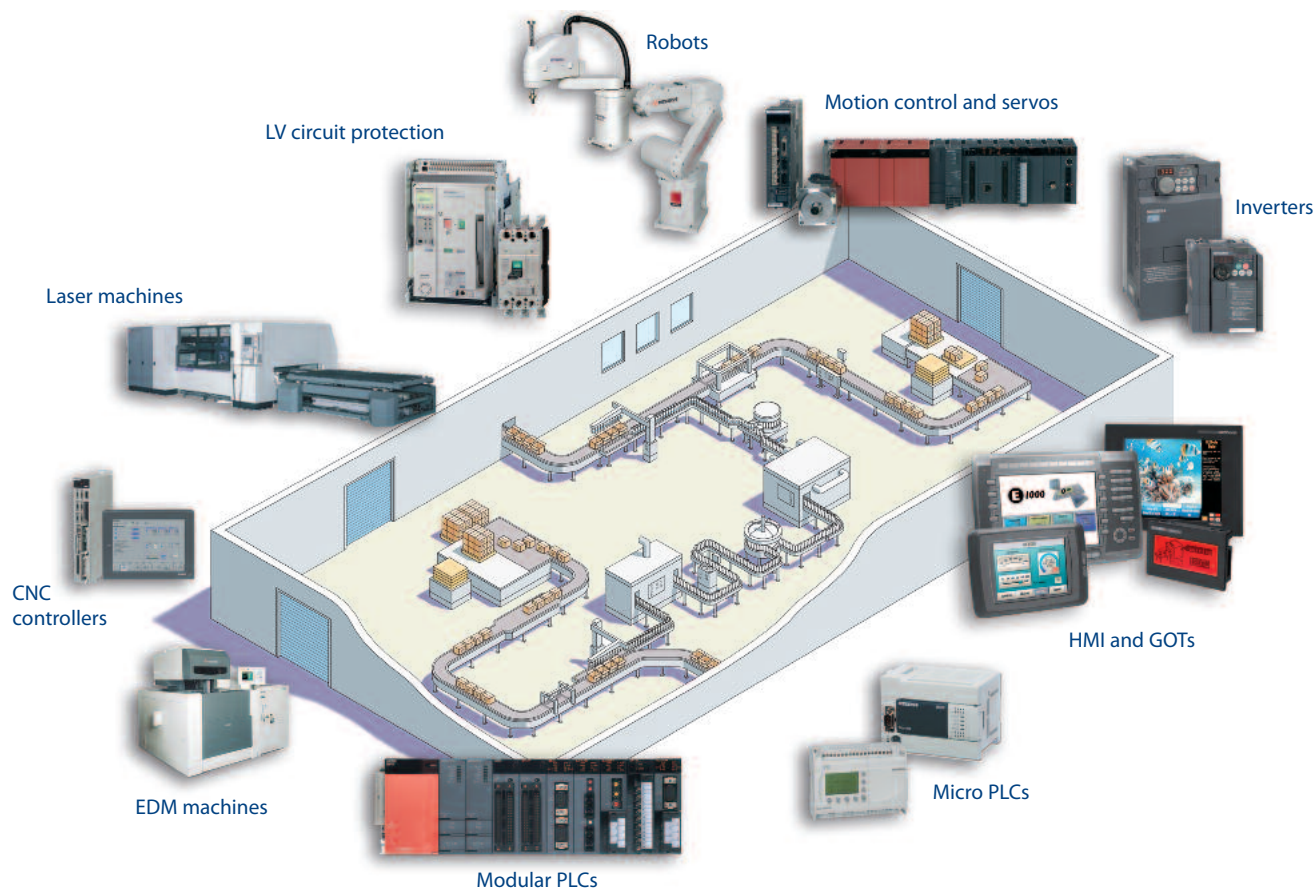 Robots
Motion control and servos
LV circuit protection
Inverters
Laser machines
E 1000
CNC
controllers
HMI and GOTs
Micro PLCs
EDM machines
Modular PLCs